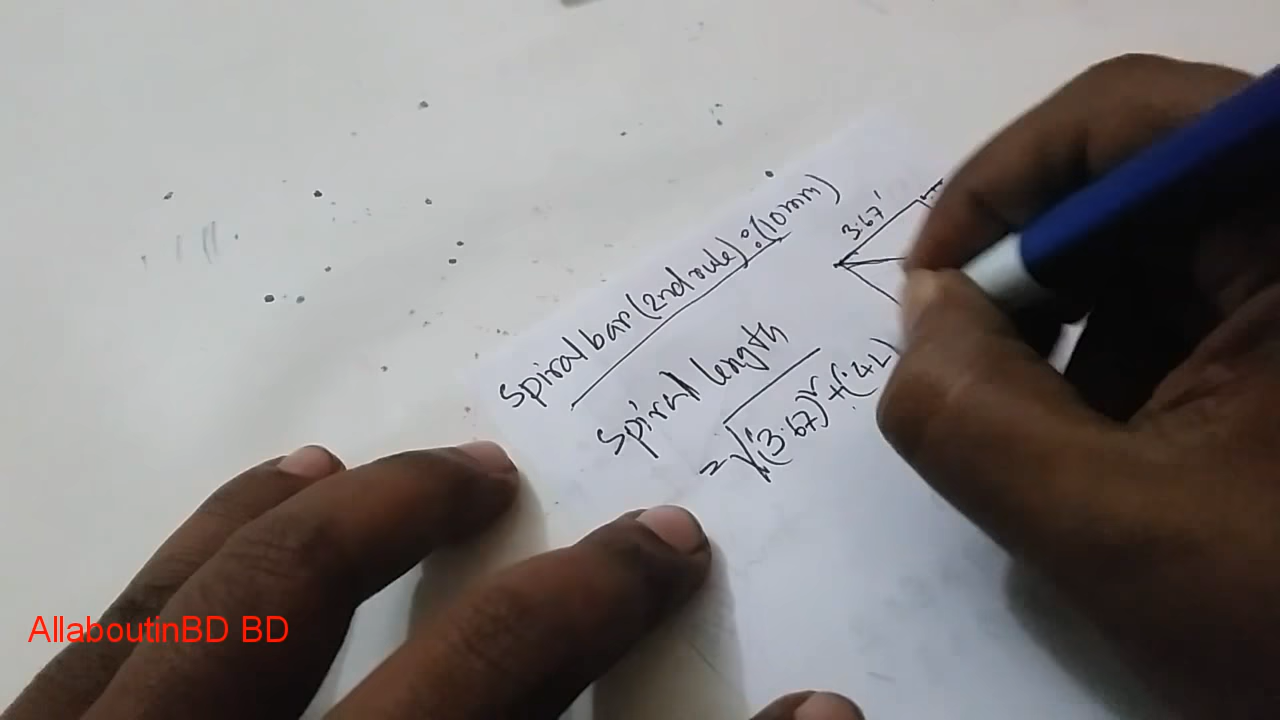 Spiral bar (2nd rule) : (10mm)
3.67'
Spiral length
= √(3.67)² + (.42)
AllaboutinBD BD